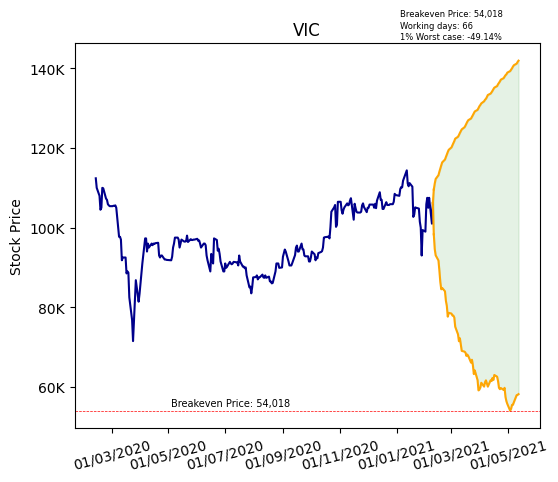 Breakeven Price: 54,018
Working days: 66
1% Worst case: -49.14%
VIC
Stock Price
140K
120K
100K
80K
60K
Breakeven Price: 54,018
01/03/2020
01/05/2020
01/07/2020
01/09/2020
01/11/2020
01/01/2021
01/03/2021
01/05/2021